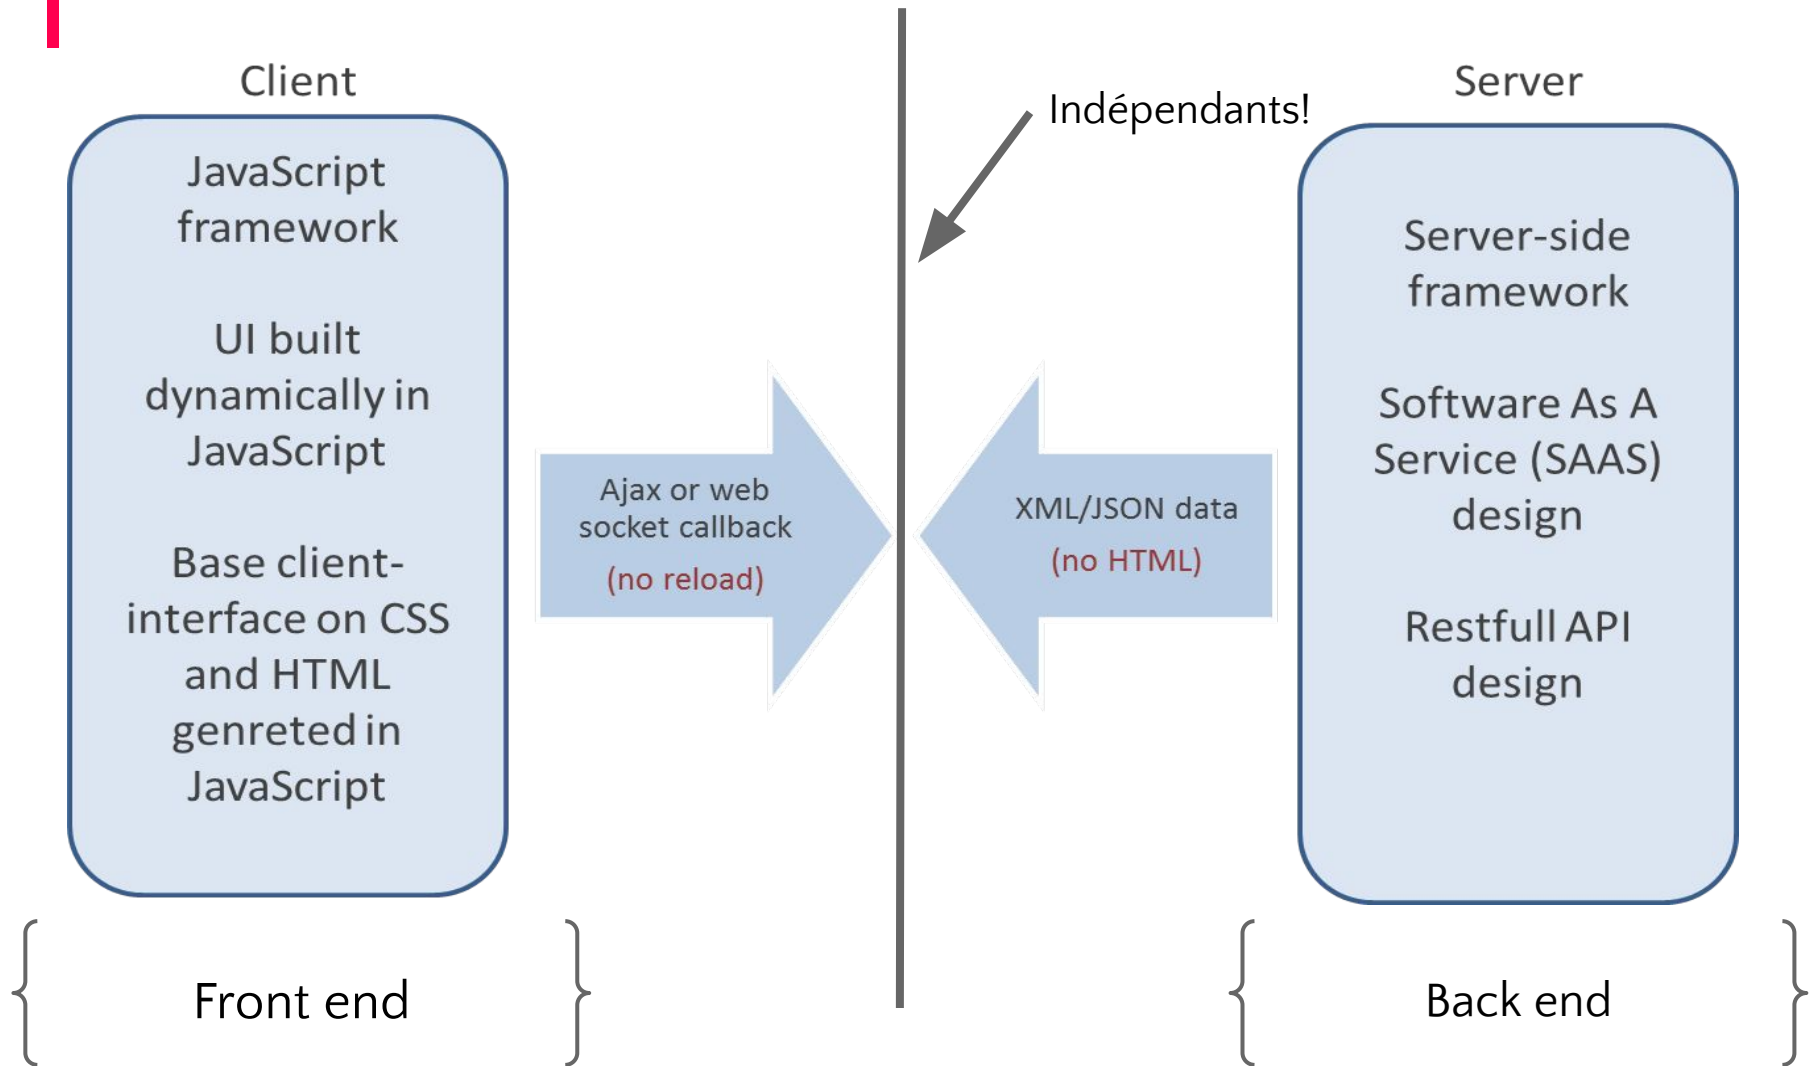 Client
JavaScript
framework
UI built
dynamically in
JavaScript
Base client-
interface on CSS
and HTML
genreted in
JavaScript
Front end
Ajax or web
socket callback
(no reload)
Indépendants!
XML/JSON data
(no HTML)
Server
Server-side
framework
Software As A
Service (SAAS)
design
Restfull API
design
Back end